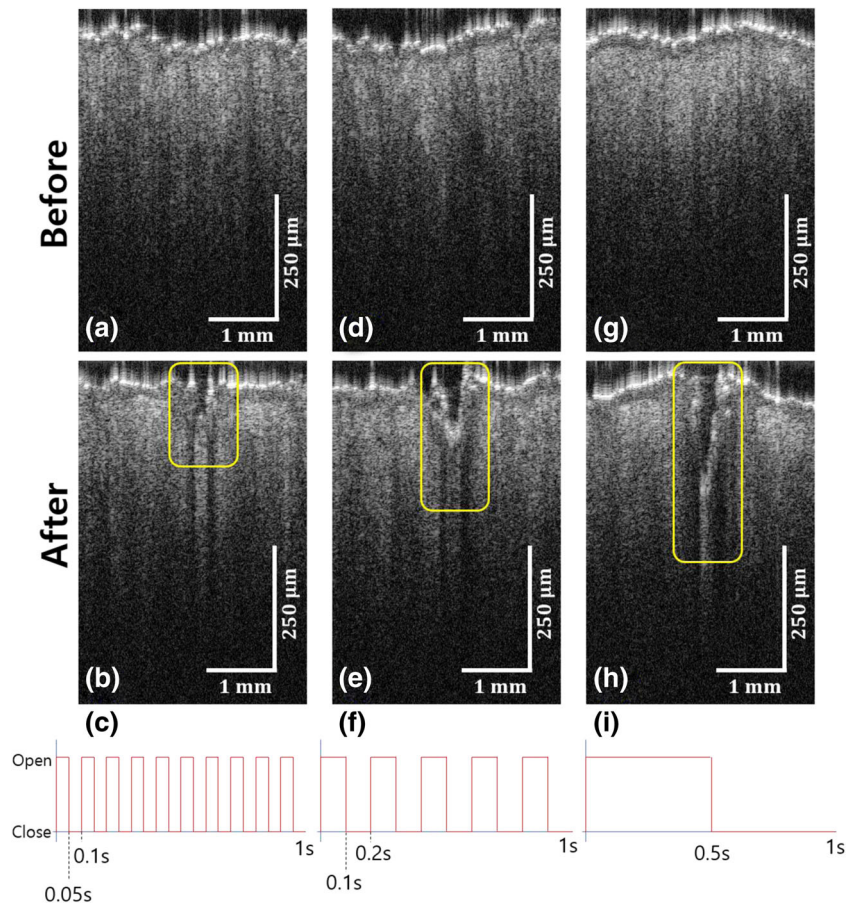 Before
250 μm
1 mm
(a)
250 μm
1 mm
(d)
250 μm
1 mm
(g)
After
250 μm
1 mm
(b)
250 μm
1 mm
(e)
250 μm
1 mm
(h)
(c)
(f)
(i)
Open
Close
0.1s
1s
0.05s
0.2s
1s
0.1s
0.5s
1s